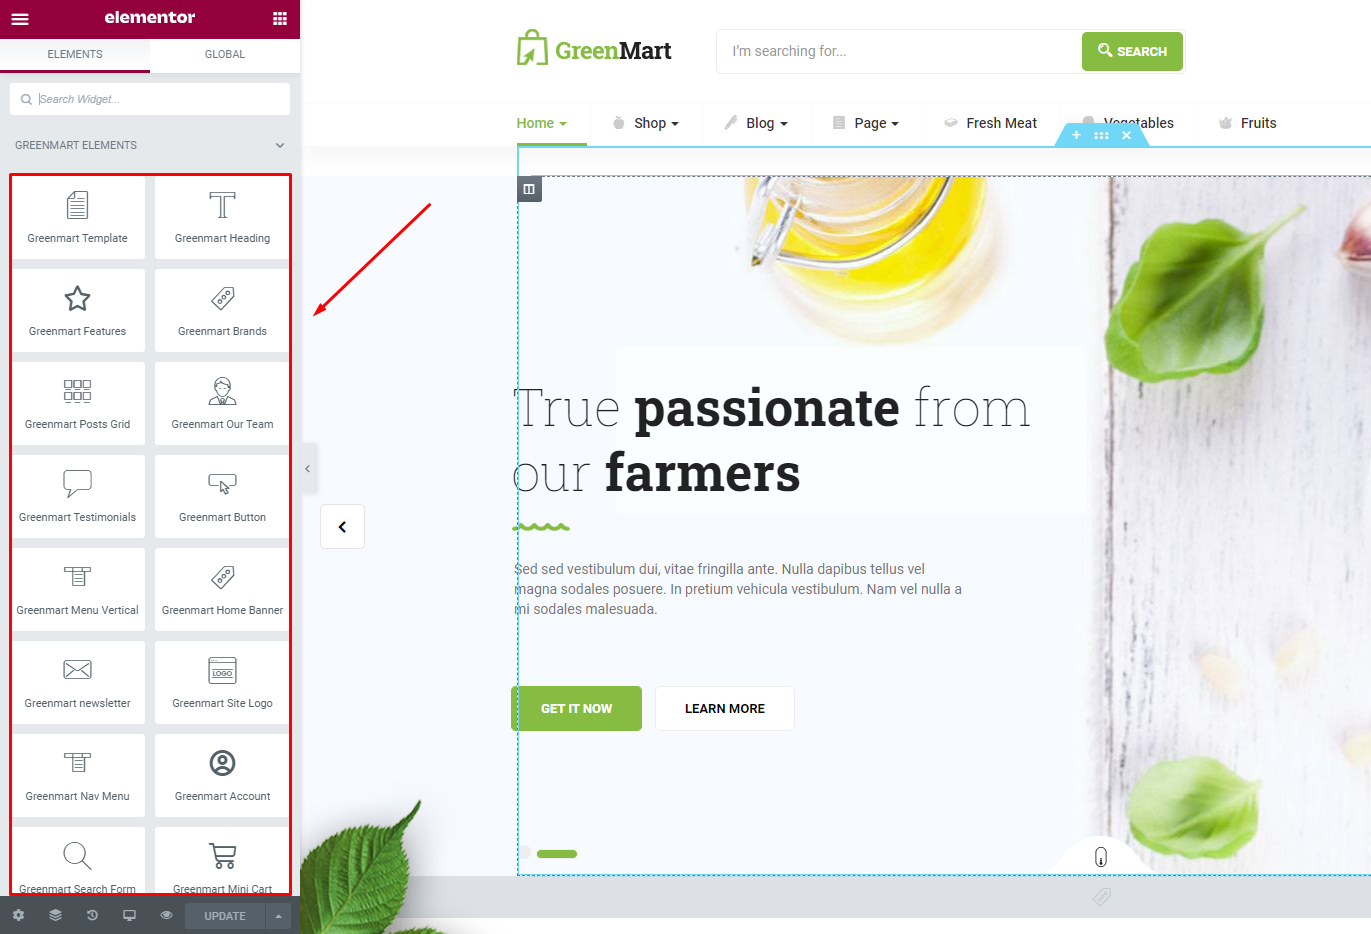 elementor
ELEMENTS
GLOBAL
Search Widget...
GREENMART ELEMENTS
Greenmart Template
Greenmart Heading
Greenmart Features
Greenmart Brands
Greenmart Posts Grid
Greenmart Our Team
Greenmart Testimonials
Greenmart Button
Greenmart Menu Vertical
Greenmart Home Banner
LOGO
Greenmart newsletter
Greenmart Site Logo
Greenmart Nav Menu
Greenmart Account
Greenmart Search Form
Greenmart Mini Cart
UPDATE
GreenMart
I'm searching for...
SEARCH
Home
Shop
Blog
Page
Fresh Meat
Vegetables
Fruits
True passionate from
our farmers
Sed sed vestibulum dui, vitae fringilla ante. Nulla dapibus tellus vel
magna sodales posuere. In pretium vehicula vestibulum. Nam vel nulla a
mi sodales malesuada.
GET IT NOW
LEARN MORE